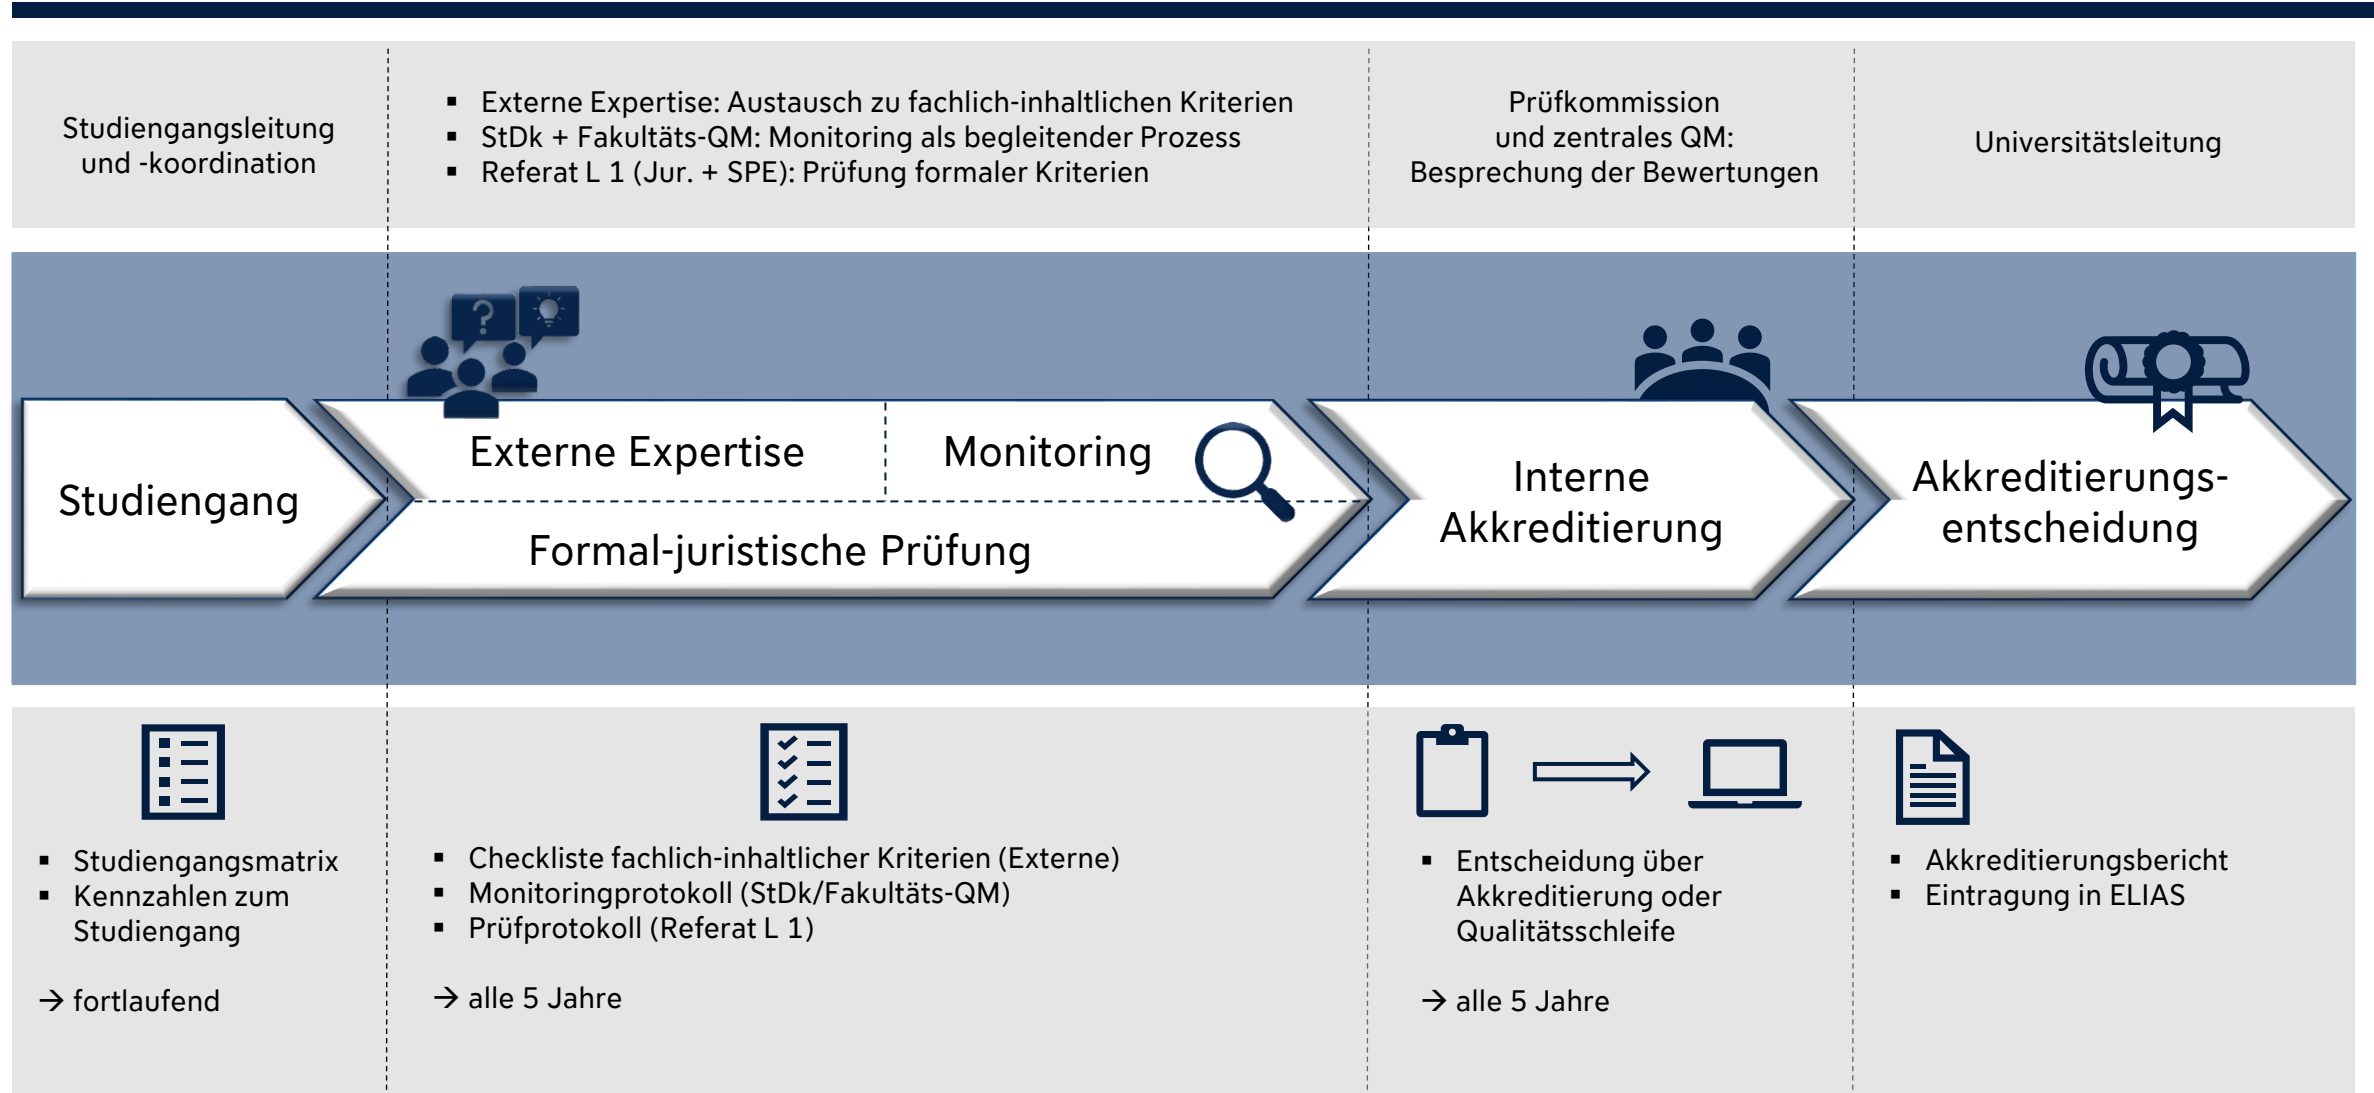 Studiengangsleitung
und -koordination
▪ Externe Expertise: Austausch zu fachlich-inhaltlichen Kriterien
▪ StDk + Fakultäts-QM: Monitoring als begleitender Prozess
▪ Referat L 1 (Jur. + SPE): Prüfung formaler Kriterien
Prüfkommission
und zentrales QM:
Besprechung der Bewertungen
Universitätsleitung
?
Studiengang
Externe Expertise
Monitoring
Formal-juristische Prüfung
Interne
Akkreditierung
Akkreditierungs-
entscheidung
▪ Studiengangsmatrix
▪ Kennzahlen zum
Studiengang
→ fortlaufend
▪ Checkliste fachlich-inhaltlicher Kriterien (Externe)
▪ Monitoringprotokoll (StDk/Fakultäts-QM)
▪ Prüfprotokoll (Referat L 1)
→ alle 5 Jahre
▪ Entscheidung über
Akkreditierung oder
Qualitätsschleife
→ alle 5 Jahre
▪ Akkreditierungsbericht
▪ Eintragung in ELIAS